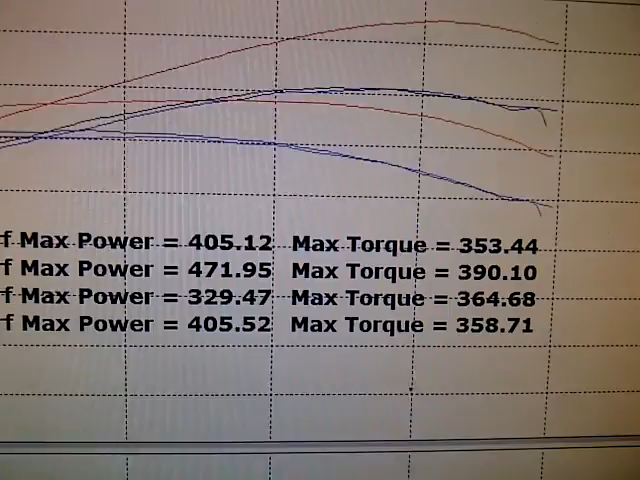 f Max Power = 405.12 Max Torque = 353.44
f Max Power = 471.95 Max Torque = 390.10
f Max Power = 329.47 Max Torque = 364.68
f Max Power = 405.52 Max Torque = 358.71